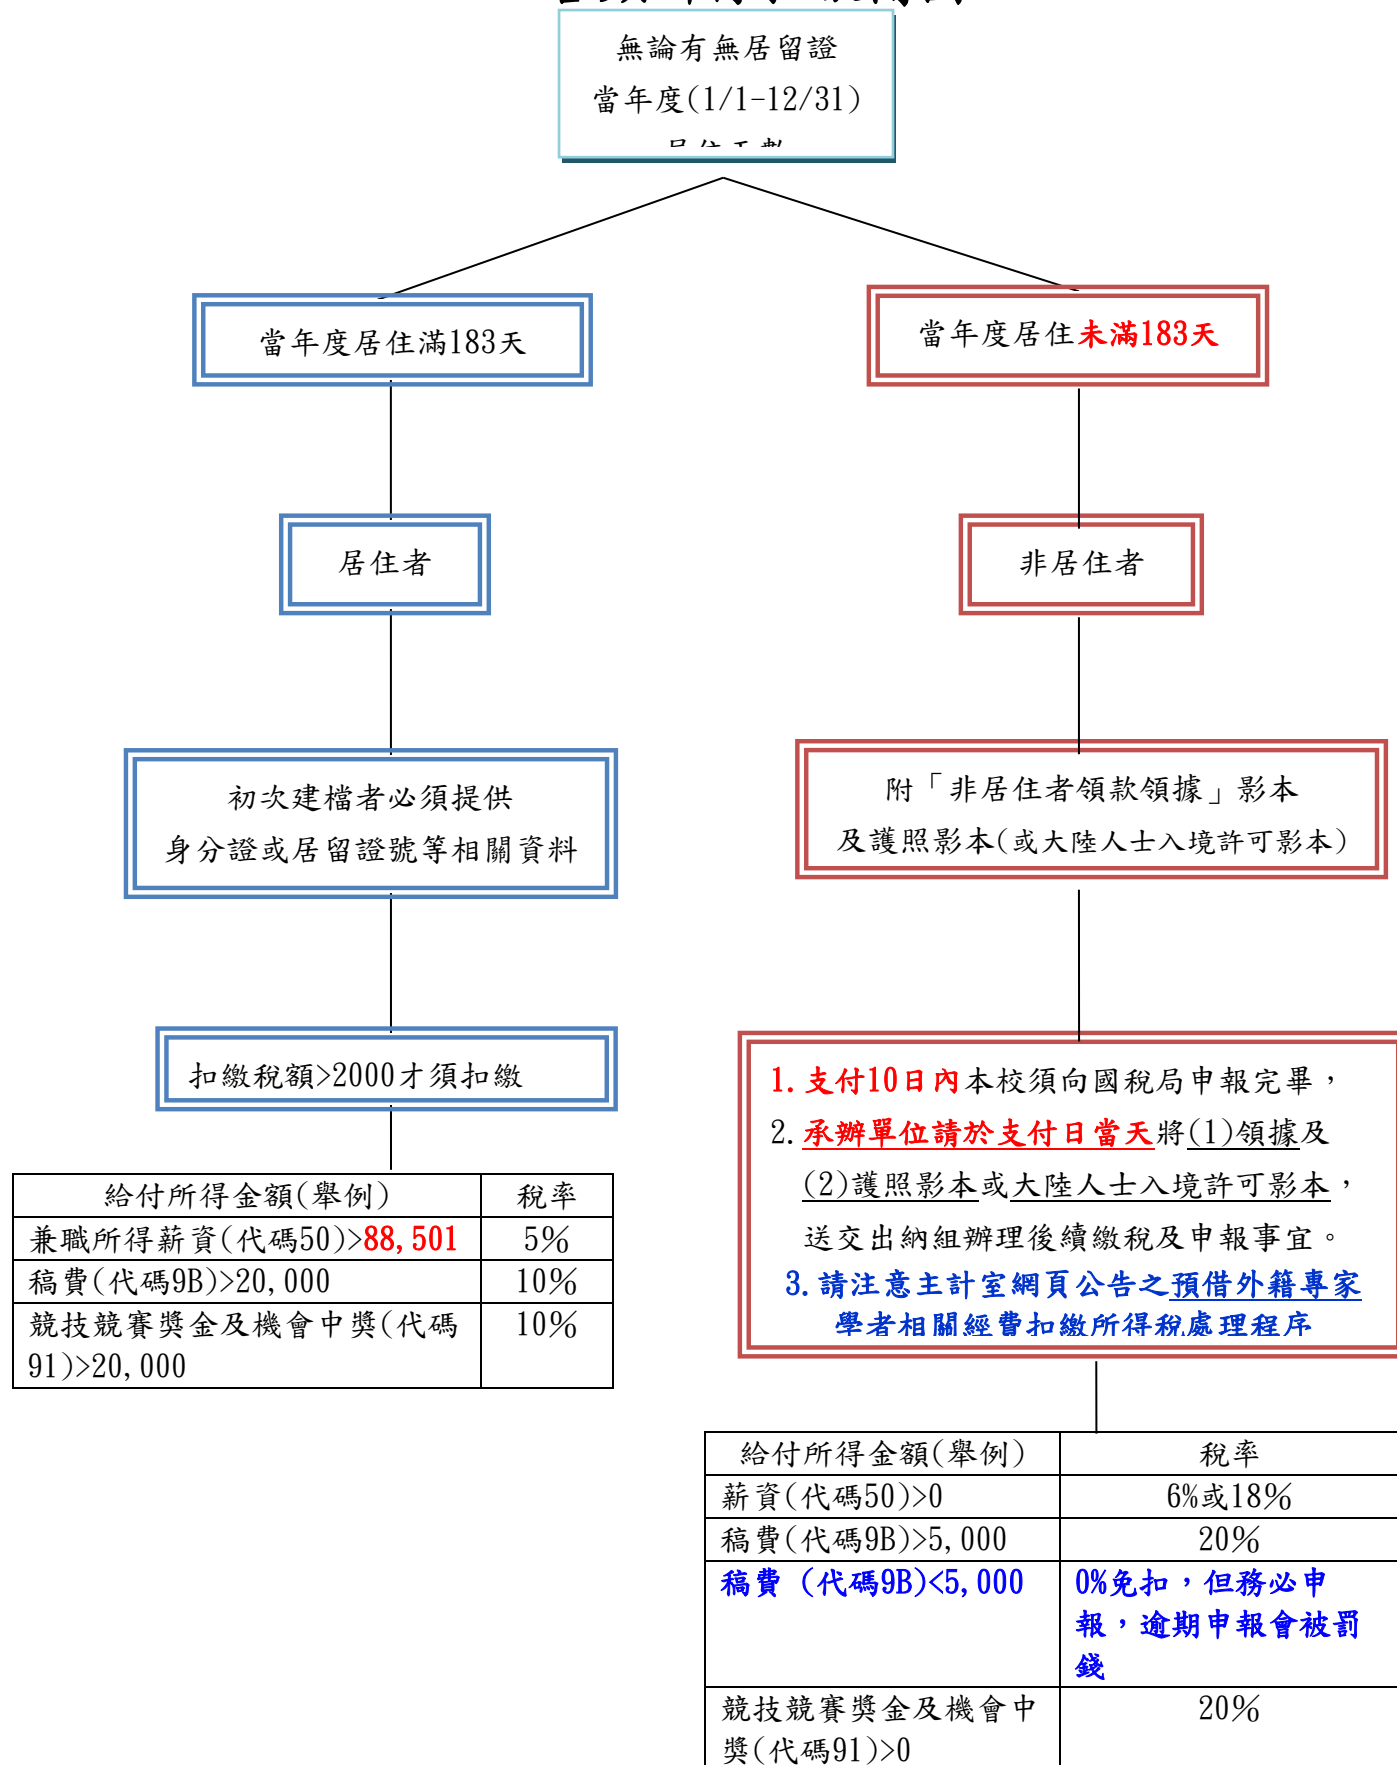 無論有無居留證
當年度(1/1-12/31)
當年度居住滿183天
當年度居住未滿183天
居住者
非居住者
初次建檔者必須提供
身分證或居留證號等相關資料
附「非居住者領款領據」影本
及護照影本(或大陸人士入境許可影本)
扣繳稅額>2000才須扣繳
1.支付10日內本校須向國稅局申報完畢，
2.承辦單位請於支付日當天將(1)領據及
(2)護照影本或大陸人士入境許可影本，
送交出納組辦理後續繳稅及申報事宜。
3.請注意主計室網頁公告之預借外籍專家
學者相關經費扣繳所得稅處理程序
給付所得金額(舉例) 稅率
兼職所得薪資(代碼50)>88,501 5%
稿費(代碼9B)>20,000 10%
競技競賽獎金及機會中獎(代碼 10%
91)>20,000
給付所得金額(舉例) 稅率
薪資(代碼50)>0 6%或18%
稿費(代碼9B)>5,000 20%
稿費 (代碼9B)<5,000 0%免扣，但務必申
報，逾期申報會被罰
錢
競技競賽獎金及機會中 20%
獎(代碼91)>0